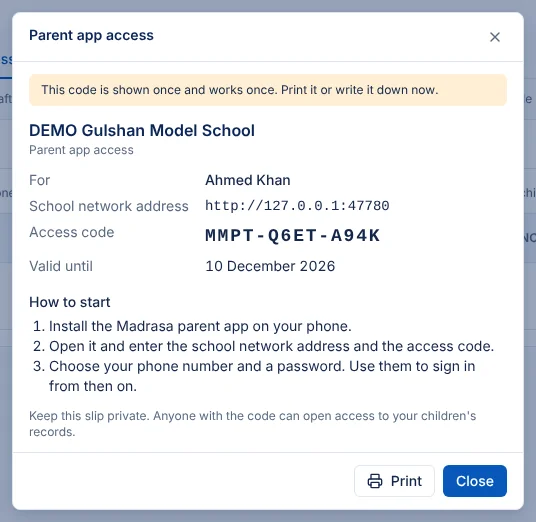 Parent app access
This code is shown once and works once. Print it or write it down now.
DEMO Gulshan Model School
Parent app access
For Ahmed Khan
School network address http://127.0.0.1:47780
Access code MMPT-Q6ET-A94K
Valid until 10 December 2026
How to start
1. Install the Madrasa parent app on your phone.
2. Open it and enter the school network address and the access code.
3. Choose your phone number and a password. Use them to sign in
from then on.
Keep this slip private. Anyone with the code can open access to your children's
records.
Print Close